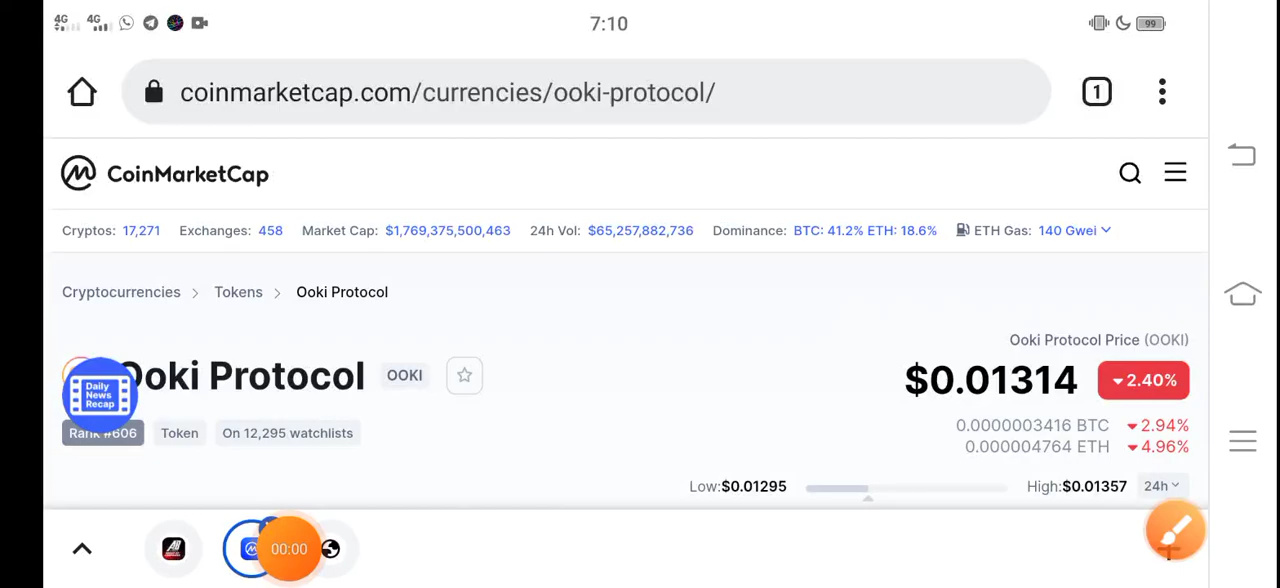 4G 4G 7:10 99
coinmarketcap.com/currencies/ooki-protocol/ 1
CoinMarketCap
Cryptos: 17,271 Exchanges: 458 Market Cap: $1,769,375,500,463 24h Vol: $65,257,882,736 Dominance: BTC: 41.2% ETH: 18.6% ETH Gas: 140 Gwei
Cryptocurrencies > Tokens > Ooki Protocol
Ooki Protocol Price (OOKI)
Ooki Protocol OOKI $0.01314 2.40%
Daily
News
Recap
0.0000003416 BTC 2.94%
Rank #606 Token On 12,295 watchlists
0.000004764 ETH 4.96%
Low:$0.01295 High:$0.01357 24h
00:00